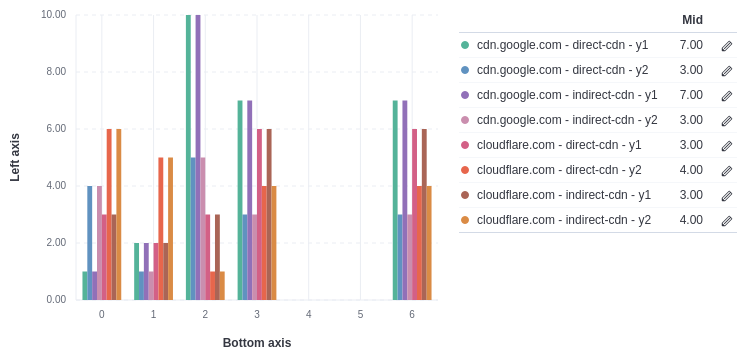 Mid
cdn.google.com - direct-cdn - y1 7.00
cdn.google.com - direct-cdn - y2 3.00
cdn.google.com - indirect-cdn - y1 7.00
cdn.google.com - indirect-cdn - y2 3.00
cloudflare.com - direct-cdn - y1 3.00
cloudflare.com - direct-cdn - y2 4.00
cloudflare.com - indirect-cdn - y1 3.00
cloudflare.com - indirect-cdn - y2 4.00
Left axis
10.00
8.00
6.00
4.00
2.00
0.00
0 1 2 3 4 5 6
Bottom axis